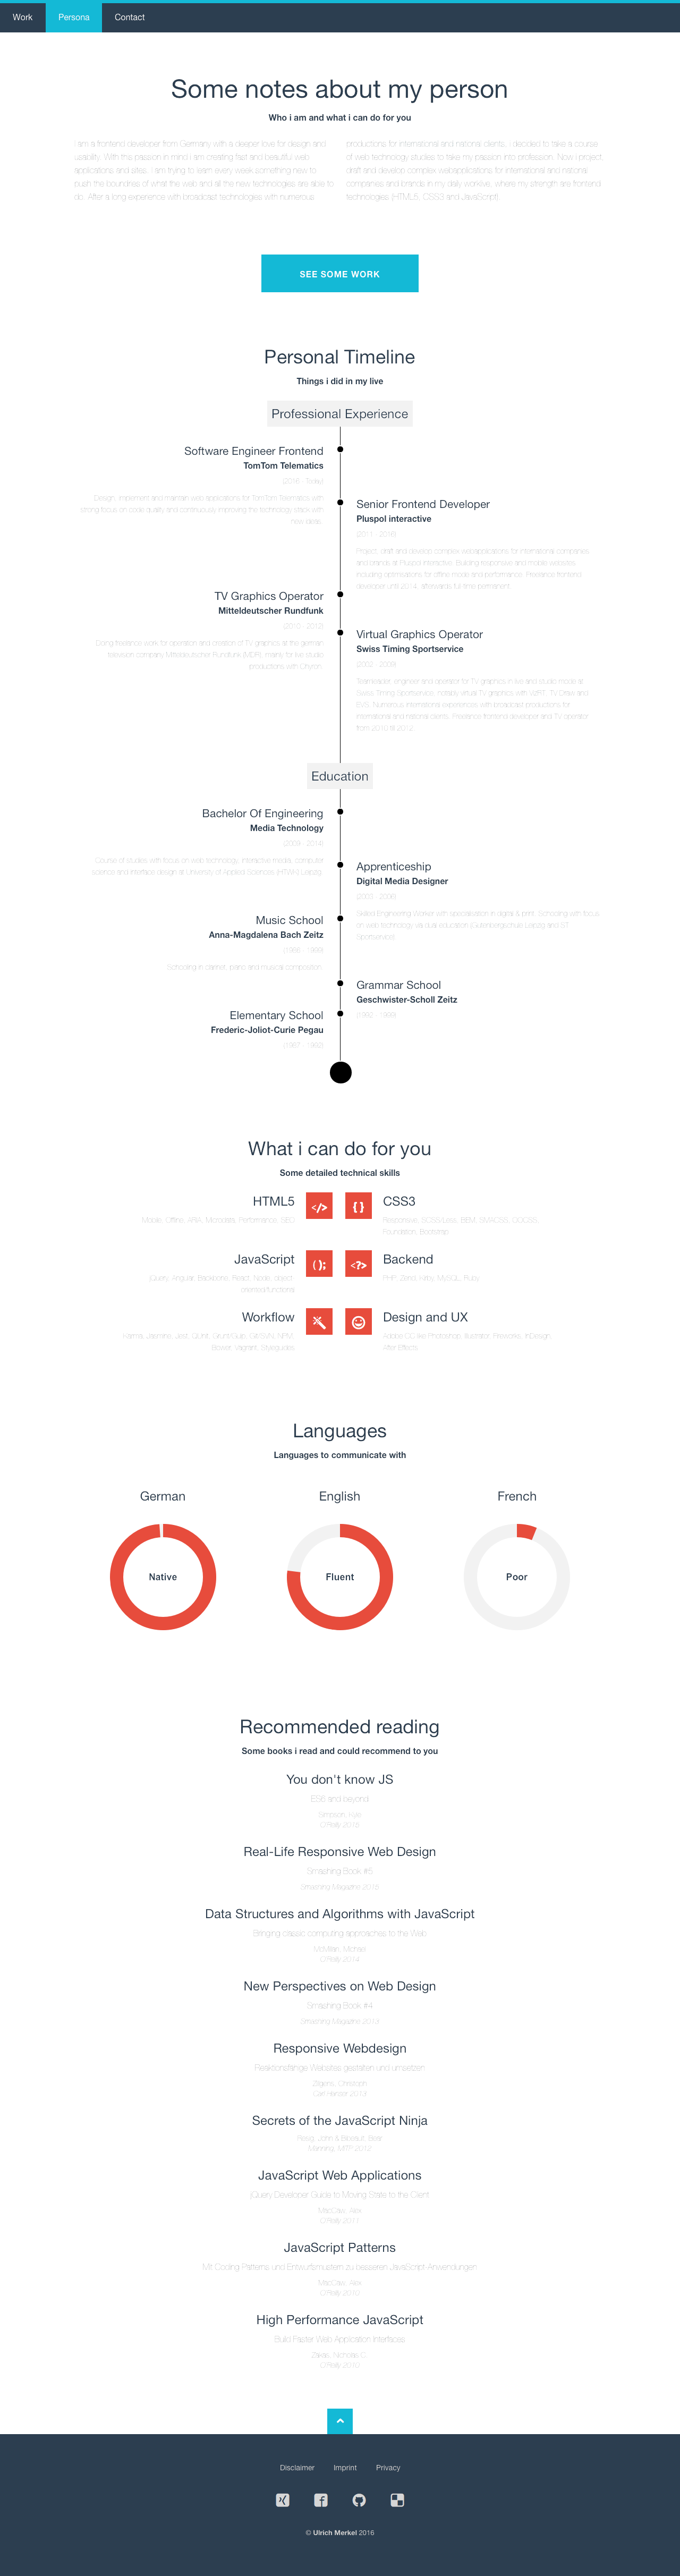 Work Persona Contact
Some notes about my person
Who i am and what i can do for you
I am a frontend developer from Germany with a deeper love for design and
usability. With this passion in mind i am creating fast and beautiful web
applications and sites. I am trying to learn every week something new to
push the boundries of what the web and all the new technologies are able to
do. After a long experience with broadcast technologies with numerous
productions for international and national clients, i decided to take a course
of web technology studies to take my passion into profession. Now i project,
draft and develop complex webapplications for international and national
companies and brands in my daily worklive, where my strength are frontend
technologies (HTML5, CSS3 and JavaScript).
SEE SOME WORK
Personal Timeline
Things i did in my live
Professional Experience
Software Engineer Frontend
TomTom Telematics
(2016 - Today)
Design, implement and maintain web applications for TomTom Telematics with
strong focus on code quality and continuously improving the technology stack with
new ideas.
Senior Frontend Developer
Pluspol interactive
(2011 - 2016)
Project, draft and develop complex webapplications for international companies
and brands at Pluspol interactive. Building responsive and mobile websites
including optimisations for offline mode and performance. Freelance frontend
developer until 2014, afterwards full time permanent.
TV Graphics Operator
Mitteldeutscher Rundfunk
(2010 - 2012)
Doing freelance work for operation and creation of TV graphics at the german
television company Mitteldeutscher Rundfunk (MDR), mainly for live studio
productions with Chyron.
Virtual Graphics Operator
Swiss Timing Sportservice
(2002 - 2009)
Teamleader, engineer and operator for TV graphics in live and studio mode at
Swiss Timing Sportservice, notably virtual TV graphics with VizRT, TV Draw and
EVS. Numerous international experiences with broadcast productions for
international and national clients. Freelance frontend developer and TV operator
from 2010 till 2012.
Education
Bachelor Of Engineering
Media Technology
(2009 - 2014)
Course of studies with focus on web technology, interactive media, computer
science and interface design at University of Applied Sciences (HTWK) Leipzig.
Apprenticeship
Digital Media Designer
(2003 - 2006)
Skilled Engineering Worker with specialization in digital & print. Schooling with focus
on web technology via dual education (Gutenbergschule Leipzig and ST
Sportservice)
Music School
Anna-Magdalena Bach Zeitz
(1986 - 1999)
Schooling in clarinet, piano and musical composition.
Grammar School
Geschwister-Scholl Zeitz
(1992 - 1999)
Elementary School
Frederic-Joliot-Curie Pegau
(1987 - 1992)
What i can do for you
Some detailed technical skills
HTML5
Mobile, Offline, ARIA, Microdata, Performance, SEO
CSS3
Responsive, SCSS/Less, BEM, SMACSS, OOCSS,
Foundation, Bootstrap
JavaScript
jQuery, Angular, Backbone, React, Node, object-
oriented/functional
Backend
PHP, Zend, Kirby, MySQL, Ruby
Workflow
Karma, Jasmine, Jest, QUnit, Grunt/Gulp, Git/SVN, NPM,
Bower, Vagrant, Styleguides
Design and UX
Adobe CC like Photoshop, Illustrator, Fireworks, InDesign,
After Effects
Languages
Languages to communicate with
German English French
Native Fluent Poor
Recommended reading
Some books i read and could recommend to you
You don't know JS
ES6 and beyond
Simpson, Kyle
O'Reilly 2015
Real-Life Responsive Web Design
Smashing Book #5
Smashing Magazine 2015
Data Structures and Algorithms with JavaScript
Bringing classic computing approaches to the Web
McMillan, Michael
O'Reilly 2014
New Perspectives on Web Design
Smashing Book #4
Smashing Magazine 2013
Responsive Webdesign
Reaktionsfähige Websites gestalten und umsetzen
Zillgens, Christoph
Carl Hanser 2013
Secrets of the JavaScript Ninja
Resig, John & Bibeault, Bear
Manning, MITP 2012
JavaScript Web Applications
jQuery Developer Guide to Moving State to the Client
MacCaw, Alex
O'Reilly 2011
JavaScript Patterns
Mit Coding-Patterns und Entwurfsmustern zu besseren JavaScript-Anwendungen
MacCaw, Alex
O'Reilly 2010
High Performance JavaScript
Build Faster Web Application Interfaces
Zakas, Nicholas C.
O'Reilly 2010
Disclaimer Imprint Privacy
© Ulrich Merkel 2016